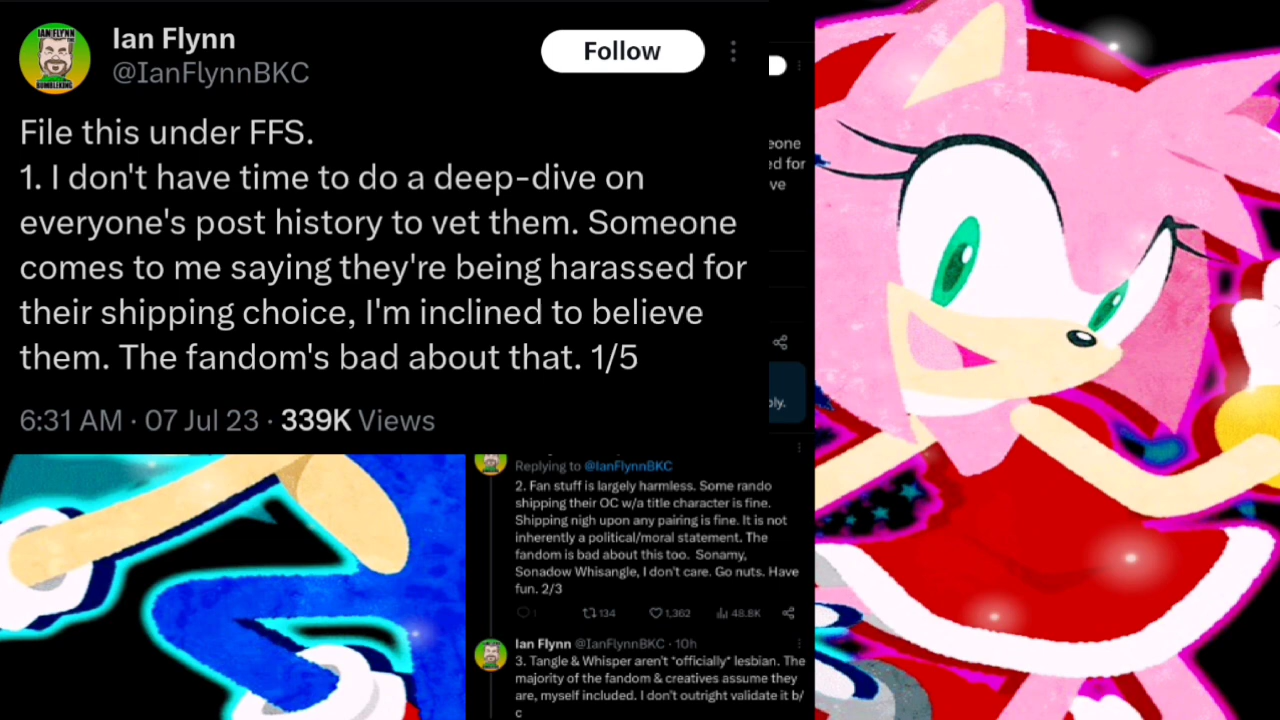 Ian Flynn
@IanFlynnBKC
Follow
File this under FFS.
1. I don't have time to do a deep-dive on
everyone's post history to vet them. Someone
comes to me saying they're being harassed for
their shipping choice, I'm inclined to believe
them. The fandom's bad about that. 1/5
6:31 AM · 07 Jul 23 · 339K Views
IAN FLYNN
BUMBLEKING
eone
ed for
ve
ply.
Replying to @IanFlynnBKC
2. Fan stuff is largely harmless. Some rando
shipping their OC w/a title character is fine.
Shipping nigh upon any pairing is fine. It is not
inherently a political/moral statement. The
fandom is bad about this too. Sonamy,
Sonadow Whisangle, I don't care. Go nuts. Have
fun. 2/3
1 134 1,362 48.8K
Ian Flynn @IanFlynnBKC · 10h
3. Tangle & Whisper aren't *officially* lesbian. The
majority of the fandom & creatives assume they
are, myself included. I don't outright validate it b/
c